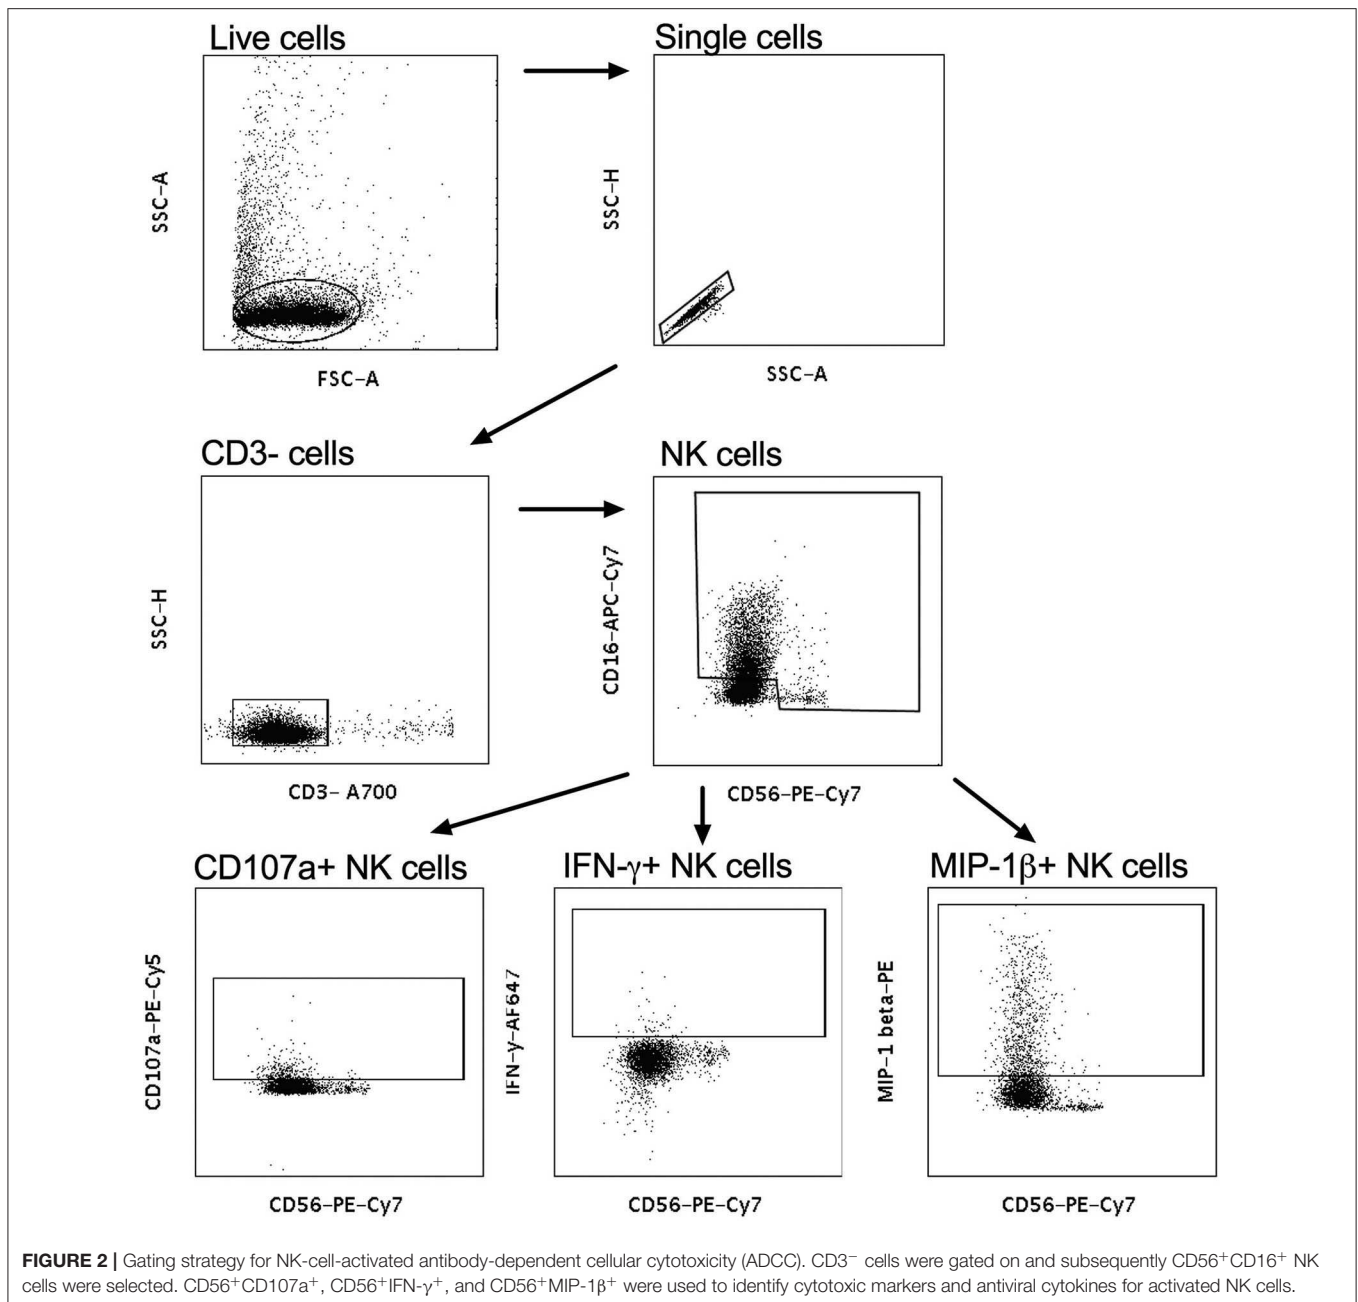 Live cells
Single cells
SSC-A
FSC-A
SSC-H
SSC-A
CD3- cells
NK cells
SSC-H
CD3- A700
CD16-APC-Cy7
CD56-PE-Cy7
CD107a+ NK cells
IFN-γ+ NK cells
MIP-1β+ NK cells
CD107a-PE-Cy5
CD56-PE-Cy7
IFN-γ-AF647
CD56-PE-Cy7
MIP-1 beta-PE
CD56-PE-Cy7
FIGURE 2 | Gating strategy for NK-cell-activated antibody-dependent cellular cytotoxicity (ADCC). CD3⁻ cells were gated on and subsequently CD56⁺CD16⁺ NK
cells were selected. CD56⁺CD107a⁺, CD56⁺IFN-γ⁺, and CD56⁺MIP-1β⁺ were used to identify cytotoxic markers and antiviral cytokines for activated NK cells.